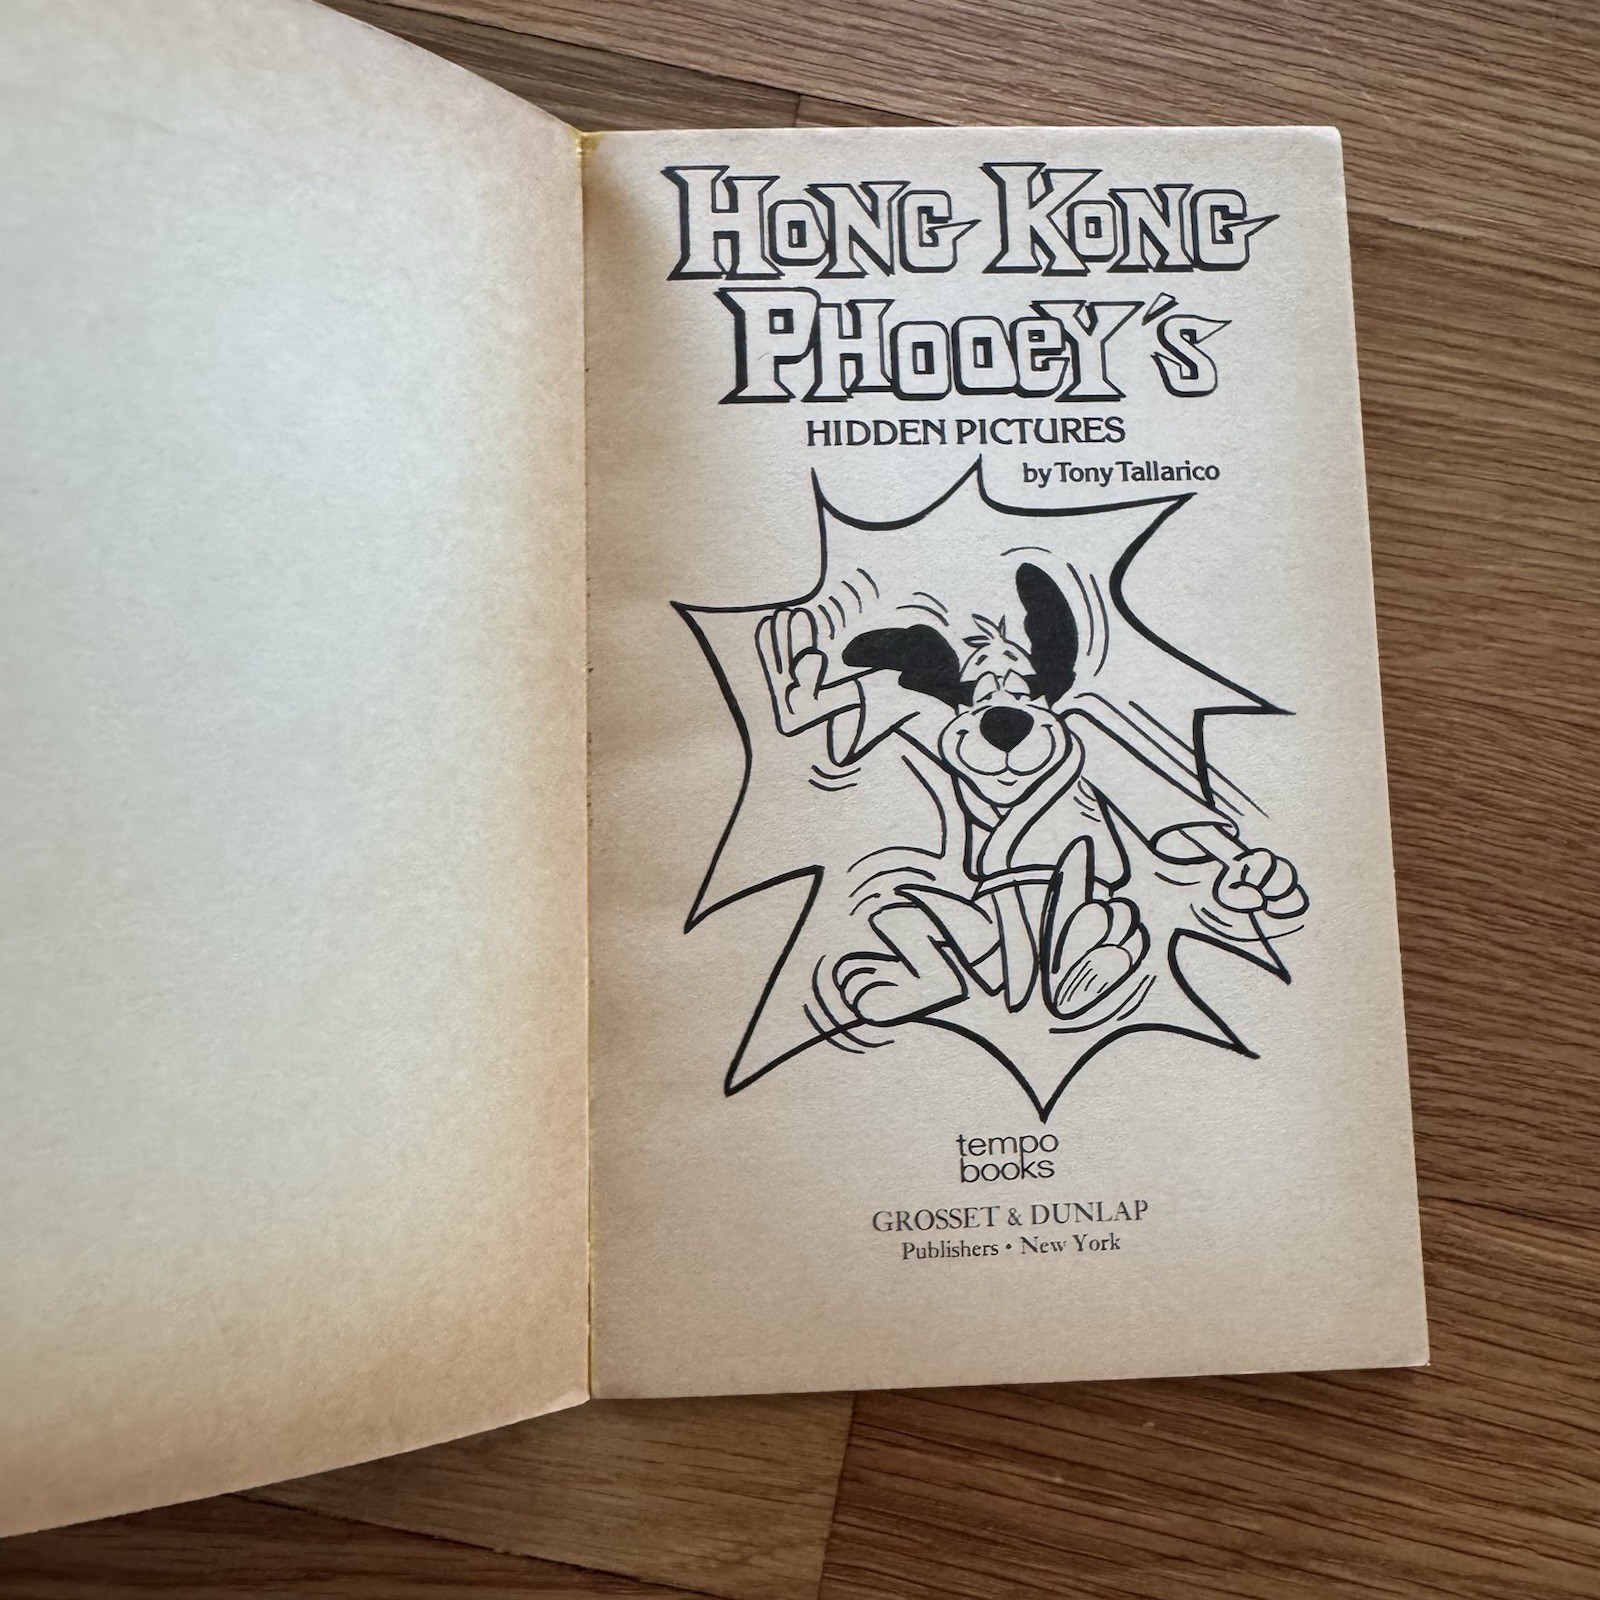 HONG KONG
PHOOEY'S
HIDDEN PICTURES
by Tony Tallarico
tempo
books
GROSSET & DUNLAP
Publishers • New York